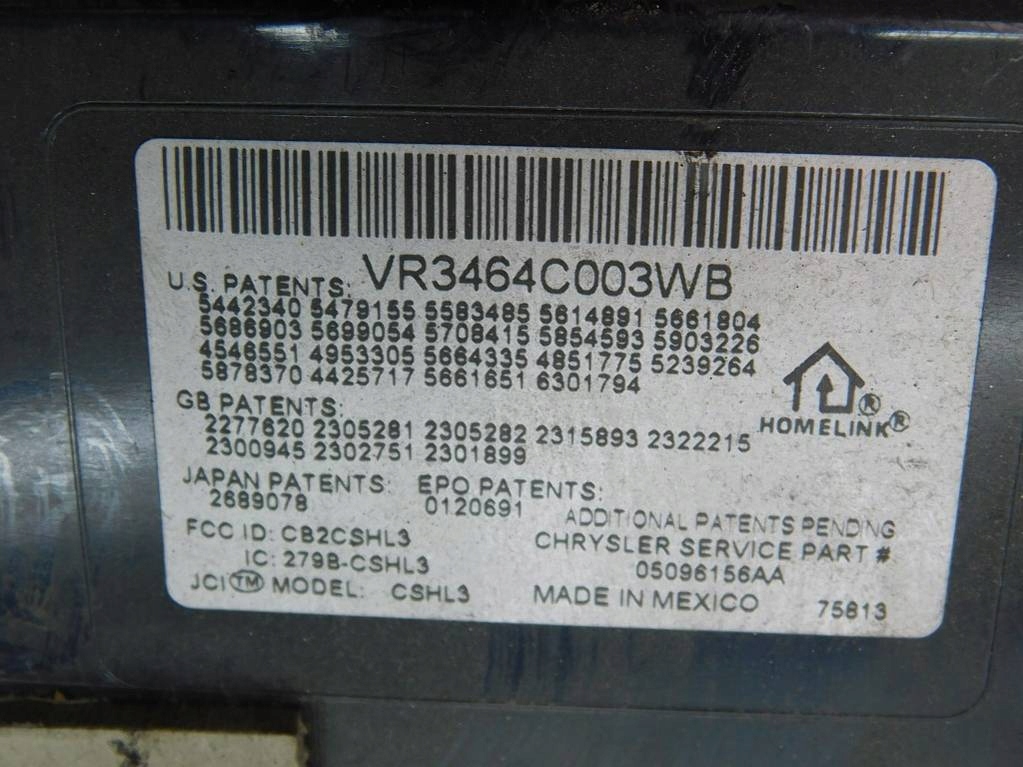 VR3464C003WB
U.S. PATENTS:
5442340 5479155 5583485 5614891 5661804
5686903 5699054 5708415 5854593 5903226
4546551 4953305 5664335 4851775 5239264
5878370 4425717 5661651 6301794
GB PATENTS:
2277620 2305281 2305282 2315893 2322215
2300945 2302751 2301899
HOMELINK®
®
JAPAN PATENTS: EPO PATENTS:
2689078 0120691
ADDITIONAL PATENTS PENDING
FCC ID: CB2CSHL3 CHRYSLER SERVICE PART #
IC: 279B-CSHL3 05096156AA
JCI™ MODEL: CSHL3 MADE IN MEXICO 75813